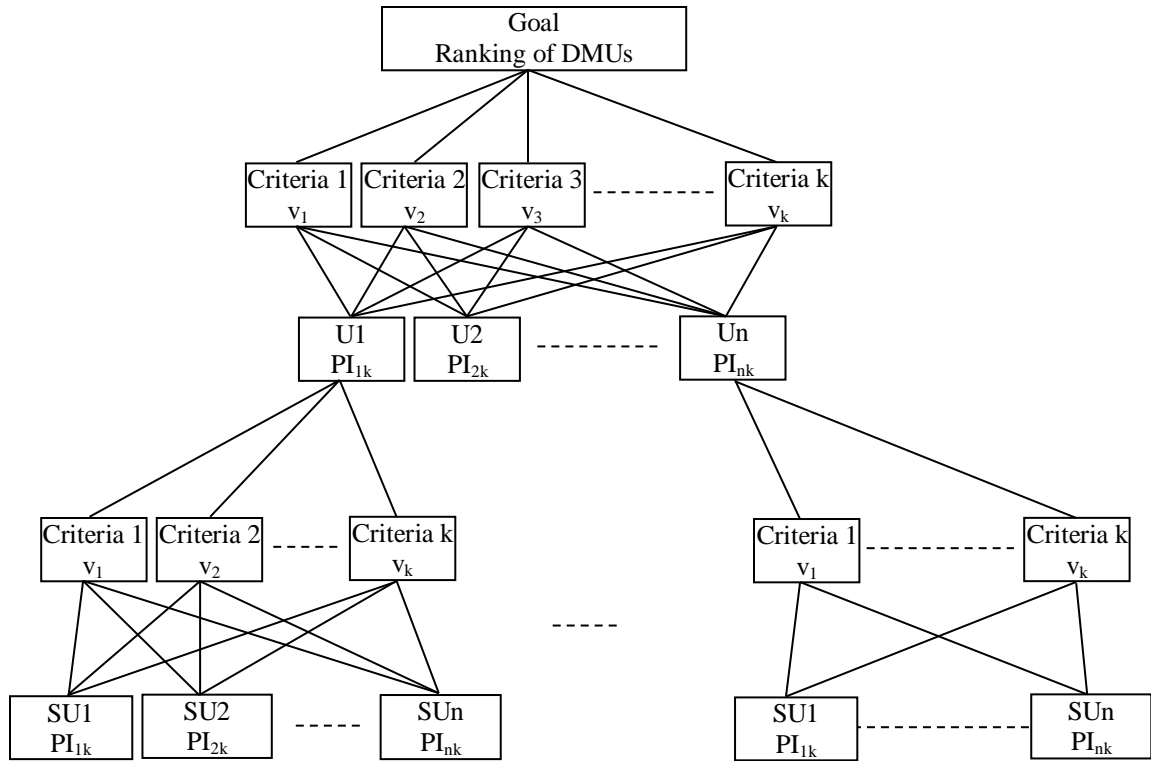 Goal
Ranking of DMUs
Criteria 1
v₁
Criteria 2
v₂
Criteria 3
v₃
Criteria k
vₖ
U1
PI₁ₖ
U2
PI₂ₖ
Un
PIₙₖ
Criteria 1
v₁
Criteria 2
v₂
Criteria k
vₖ
Criteria 1
v₁
Criteria k
vₖ
SU1
PI₁ₖ
SU2
PI₂ₖ
SUn
PIₙₖ
SU1
PI₁ₖ
SUn
PIₙₖ